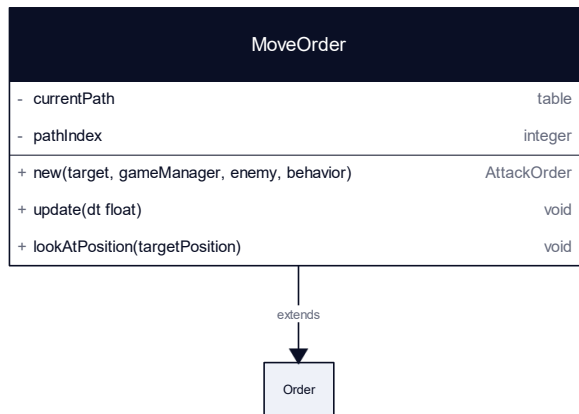 MoveOrder
- currentPath table
- pathIndex integer
+ new(target, gameManager, enemy, behavior) AttackOrder
+ update(dt float) void
+ lookAtPosition(targetPosition) void
extends
Order